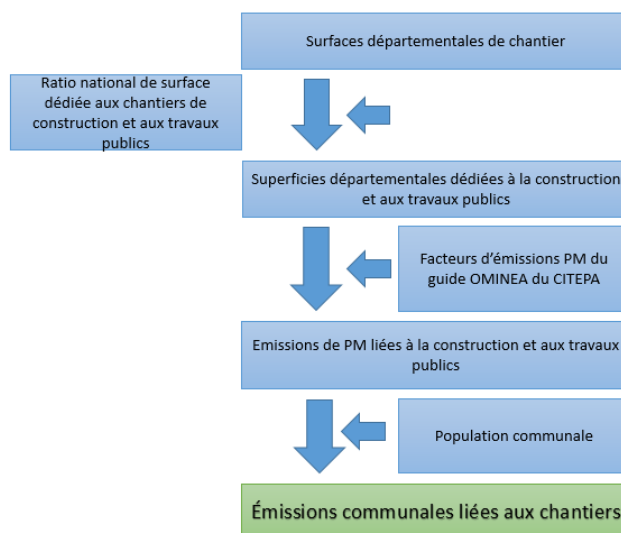 Surfaces départementales de chantier
Ratio national de surface
dédiée aux chantiers de
construction et aux travaux
publics
Superficies départementales dédiées à la construction
et aux travaux publics
Facteurs d'émissions PM du
guide OMINEA du CITEPA
Emissions de PM liées à la construction et aux travaux
publics
Population communale
Émissions communales liées aux chantiers